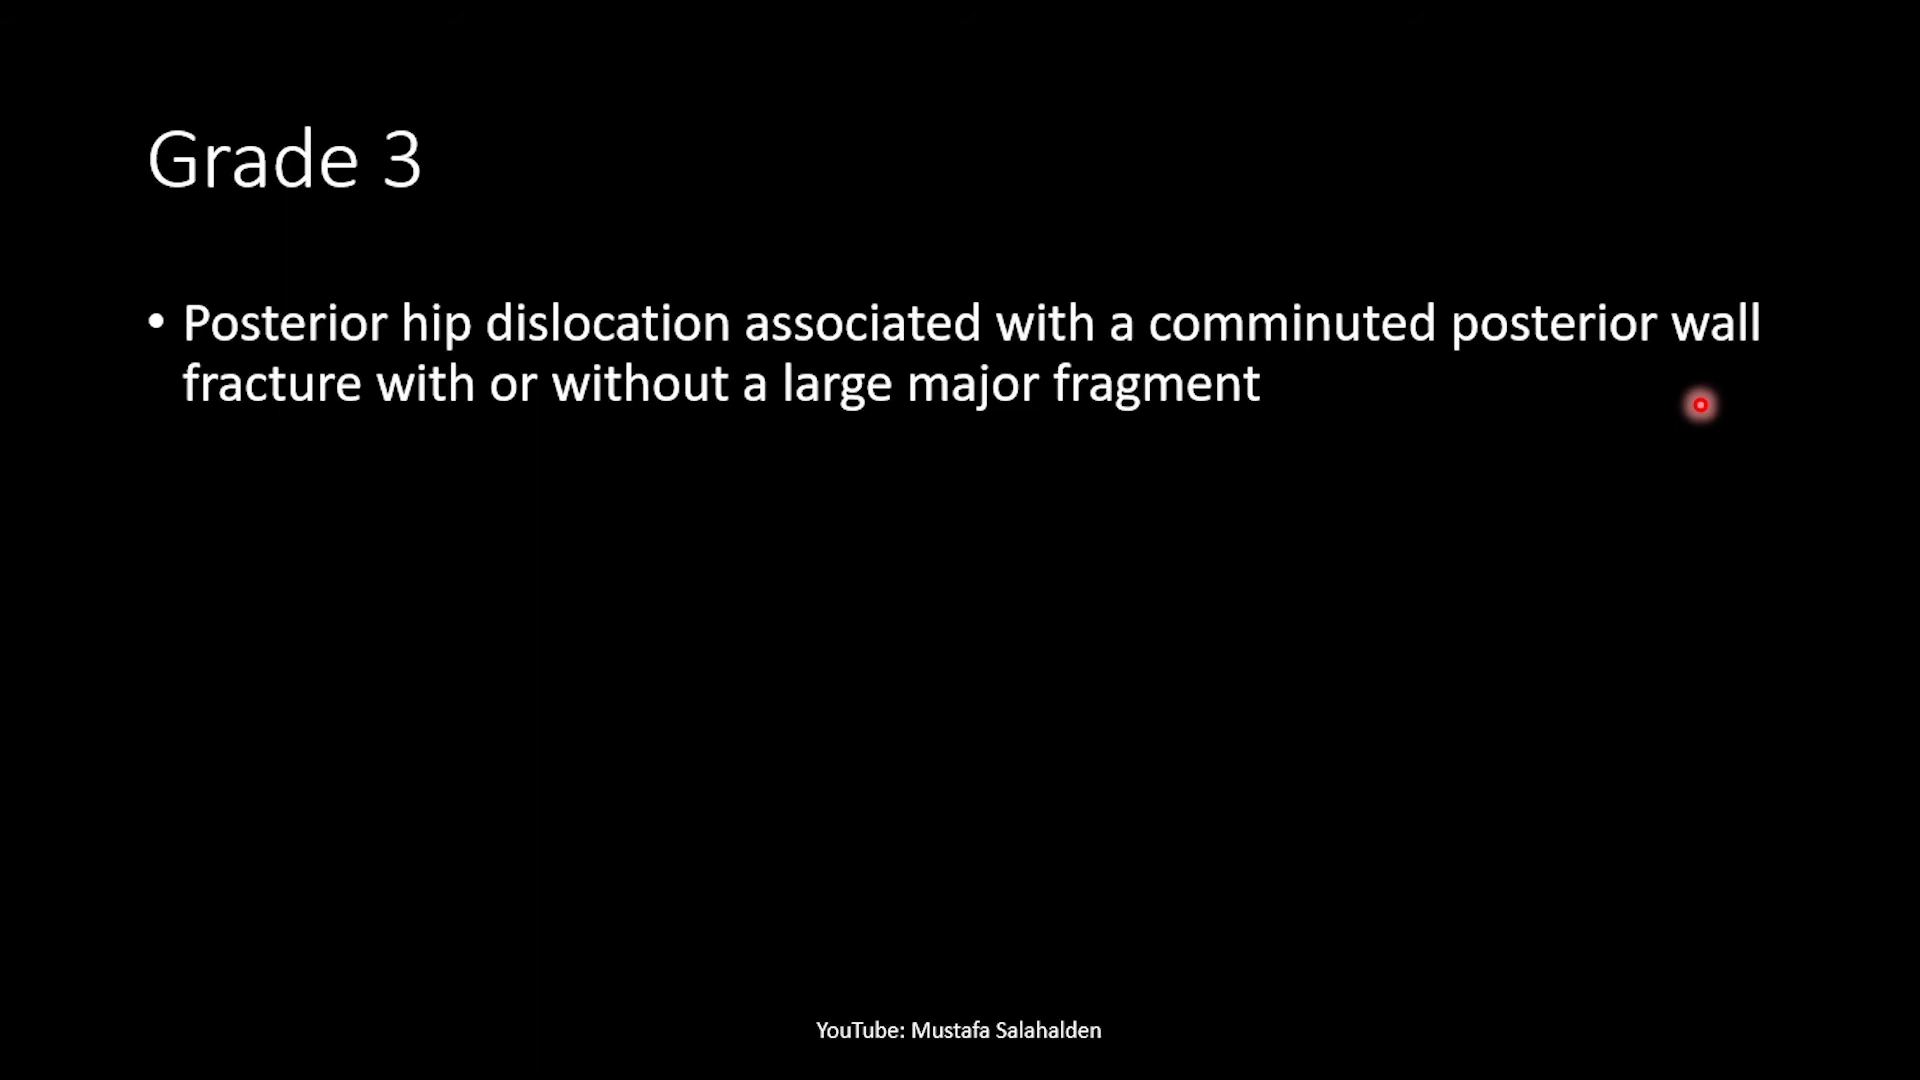 Grade 3
• Posterior hip dislocation associated with a comminuted posterior wall
fracture with or without a large major fragment
YouTube: Mustafa Salahalden